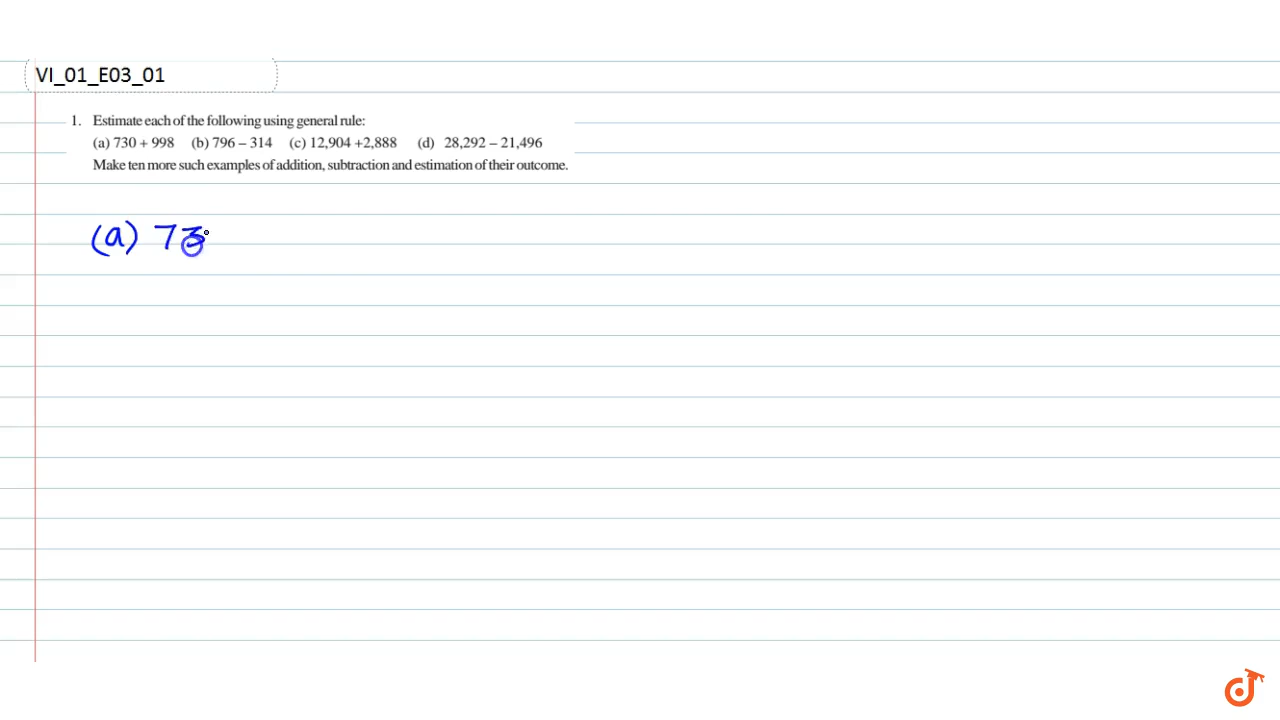 VI_01_E03_01
1. Estimate each of the following using general rule:
(a) 730 + 998 (b) 796 – 314 (c) 12,904 +2,888 (d) 28,292 – 21,496
Make ten more such examples of addition, subtraction and estimation of their outcome.
(a) 73